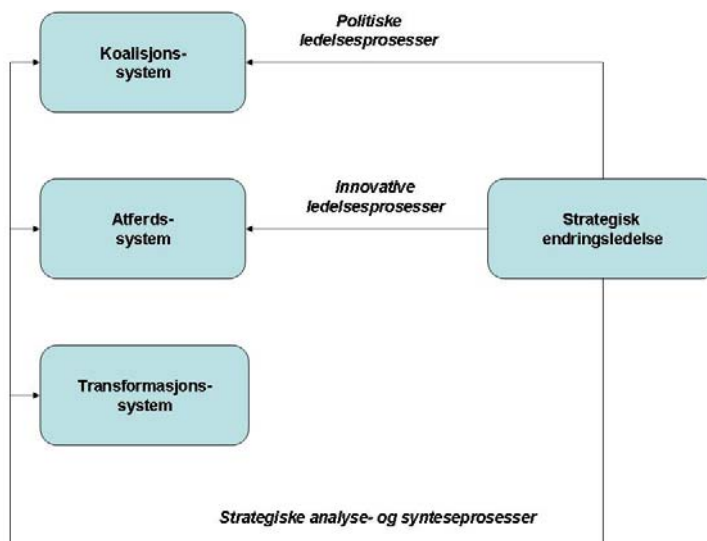 Politiske
ledelsesprosesser
Koalisjons-
system
Innovative
ledelsesprosesser
Atferds-
system
Strategisk
endringsledelse
Transformasjons-
system
Strategiske analyse- og synteseprosesser